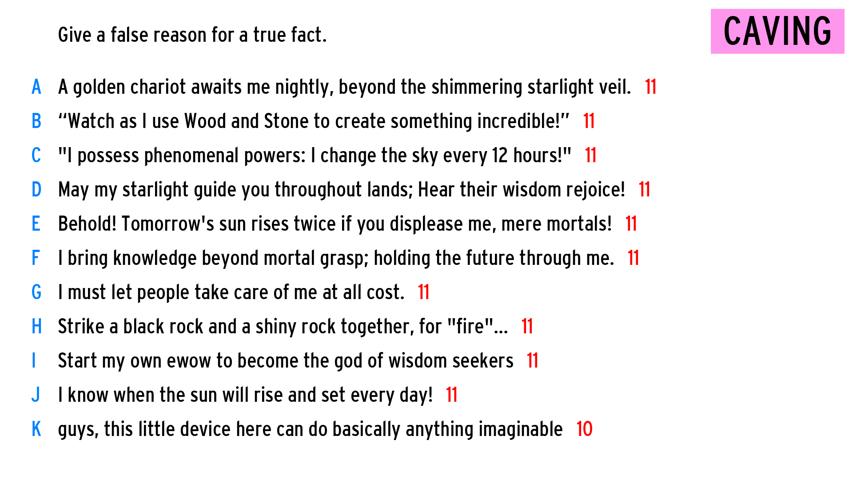 Give a false reason for a true fact.
CAVING
A A golden chariot awaits me nightly, beyond the shimmering starlight veil. 11
B “Watch as I use Wood and Stone to create something incredible!” 11
C "I possess phenomenal powers: I change the sky every 12 hours!" 11
D May my starlight guide you throughout lands; Hear their wisdom rejoice! 11
E Behold! Tomorrow's sun rises twice if you displease me, mere mortals! 11
F I bring knowledge beyond mortal grasp; holding the future through me. 11
G I must let people take care of me at all cost. 11
H Strike a black rock and a shiny rock together, for "fire"... 11
I Start my own ewow to become the god of wisdom seekers 11
J I know when the sun will rise and set every day! 11
K guys, this little device here can do basically anything imaginable 10